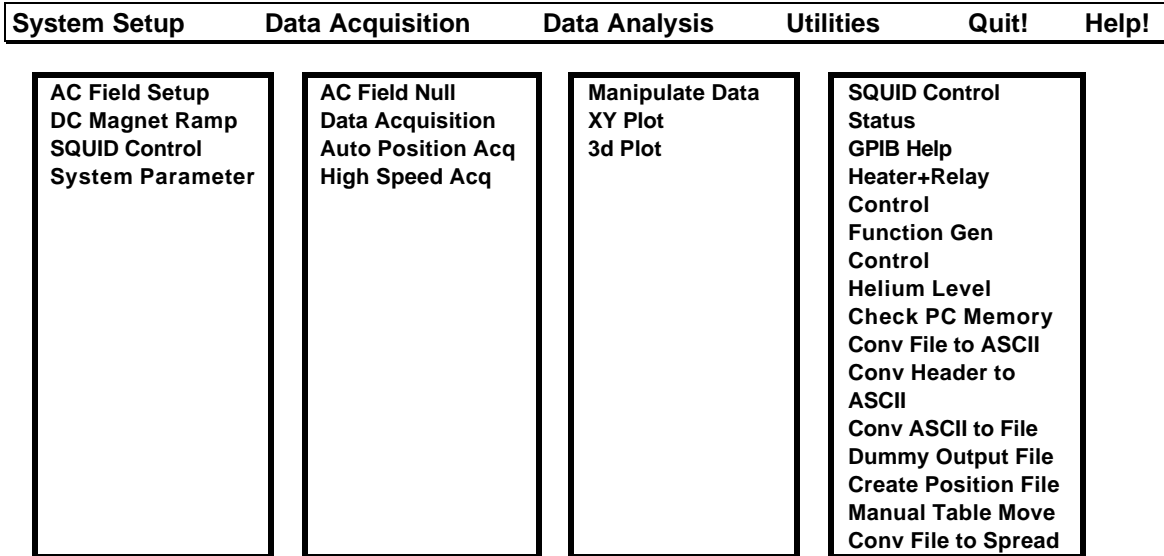 System Setup Data Acquisition Data Analysis Utilities Quit! Help!
AC Field Setup
DC Magnet Ramp
SQUID Control
System Parameter
AC Field Null
Data Acquisition
Auto Position Acq
High Speed Acq
Manipulate Data
XY Plot
3d Plot
SQUID Control
Status
GPIB Help
Heater+Relay
Control
Function Gen
Control
Helium Level
Check PC Memory
Conv File to ASCII
Conv Header to
ASCII
Conv ASCII to File
Dummy Output File
Create Position File
Manual Table Move
Conv File to Spread